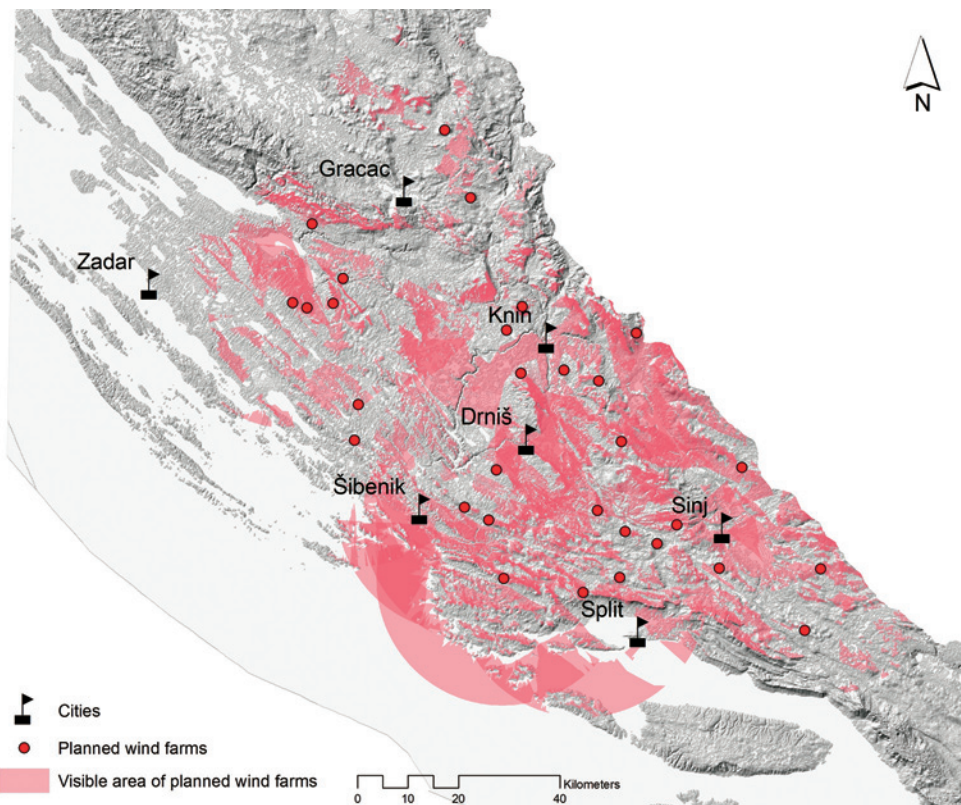 N
Gracac
Zadar
Knin
Drniš
Šibenik
Sinj
Split
Cities
Planned wind farms
Visible area of planned wind farms
Kilometers
0 10 20 40